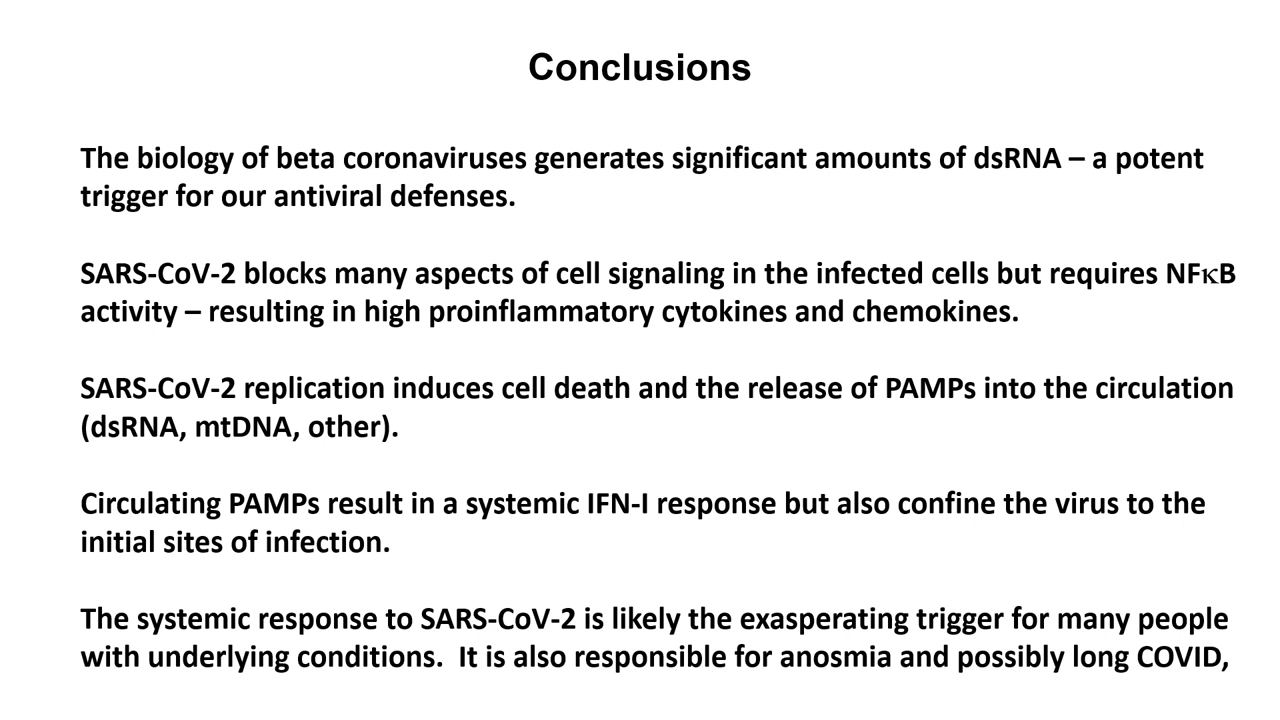 Conclusions
The biology of beta coronaviruses generates significant amounts of dsRNA – a potent
trigger for our antiviral defenses.
SARS-CoV-2 blocks many aspects of cell signaling in the infected cells but requires NFκB
activity – resulting in high proinflammatory cytokines and chemokines.
SARS-CoV-2 replication induces cell death and the release of PAMPs into the circulation
(dsRNA, mtDNA, other).
Circulating PAMPs result in a systemic IFN-I response but also confine the virus to the
initial sites of infection.
The systemic response to SARS-CoV-2 is likely the exasperating trigger for many people
with underlying conditions.  It is also responsible for anosmia and possibly long COVID,